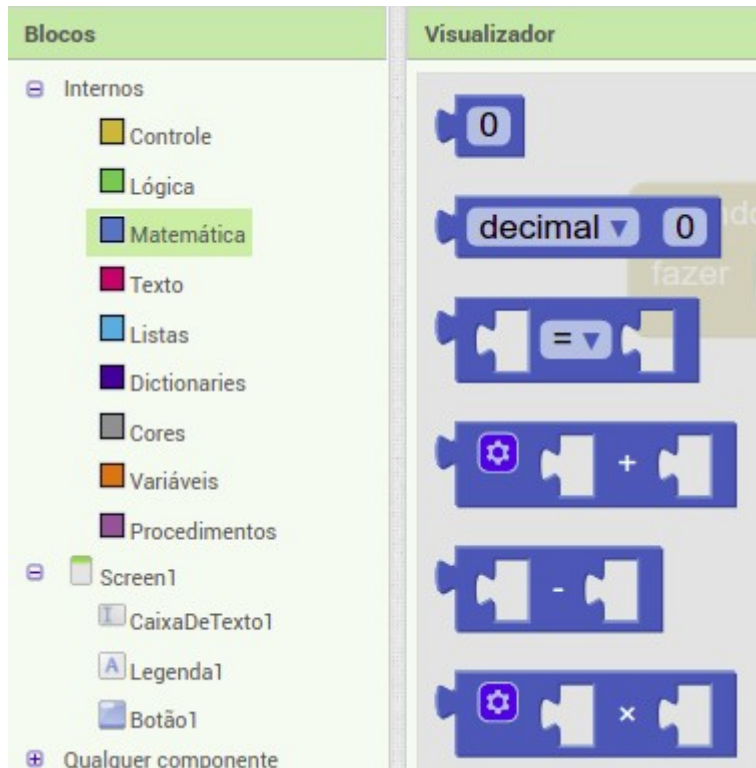 Blocos
Internos
Controle
Lógica
Matemática
Texto
Listas
Dictionaries
Cores
Variáveis
Procedimentos
Screen1
CaixaDeTexto1
Legenda1
Botão1
Qualquer componente
Visualizador
0
decimal 0
=
+
-
×
fazer